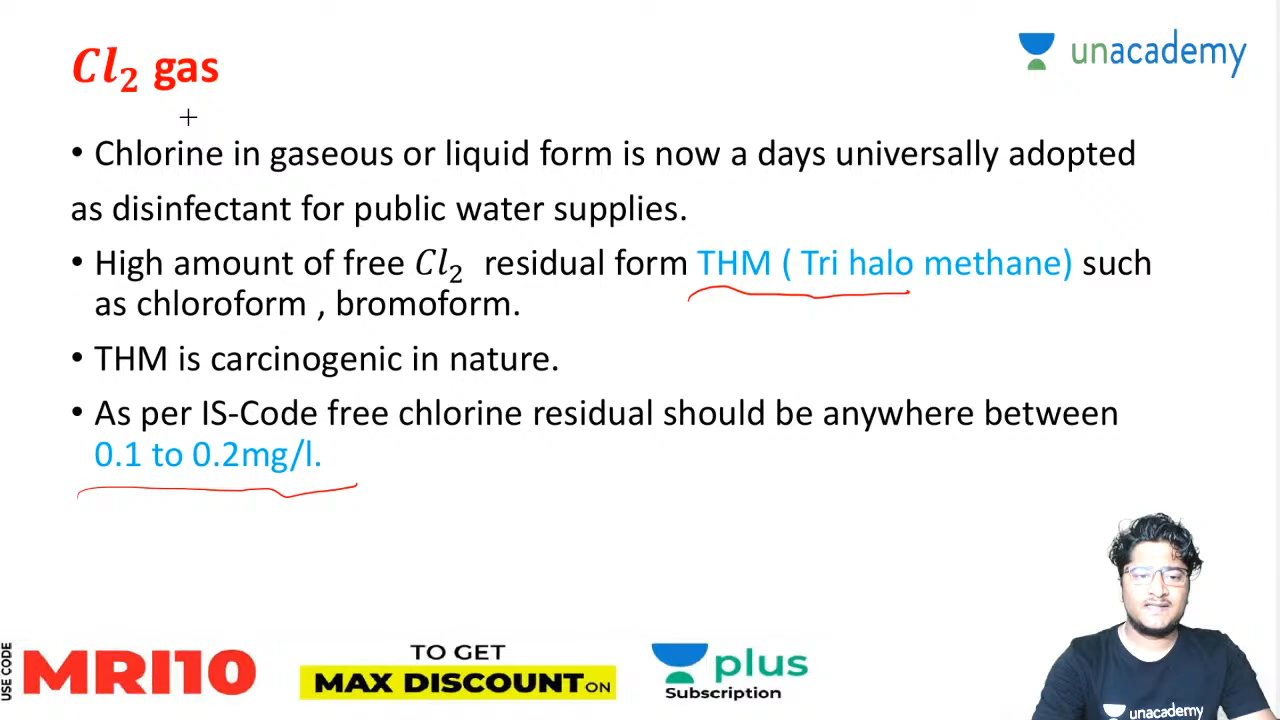 Cl₂ gas
unacademy
• Chlorine in gaseous or liquid form is now a days universally adopted
as disinfectant for public water supplies.
• High amount of free Cl₂ residual form THM ( Tri halo methane) such
as chloroform , bromoform.
• THM is carcinogenic in nature.
• As per IS-Code free chlorine residual should be anywhere between
0.1 to 0.2mg/l.
USE CODE
MRI10
TO GET
MAX DISCOUNT ON
plus
Subscription
unacademy